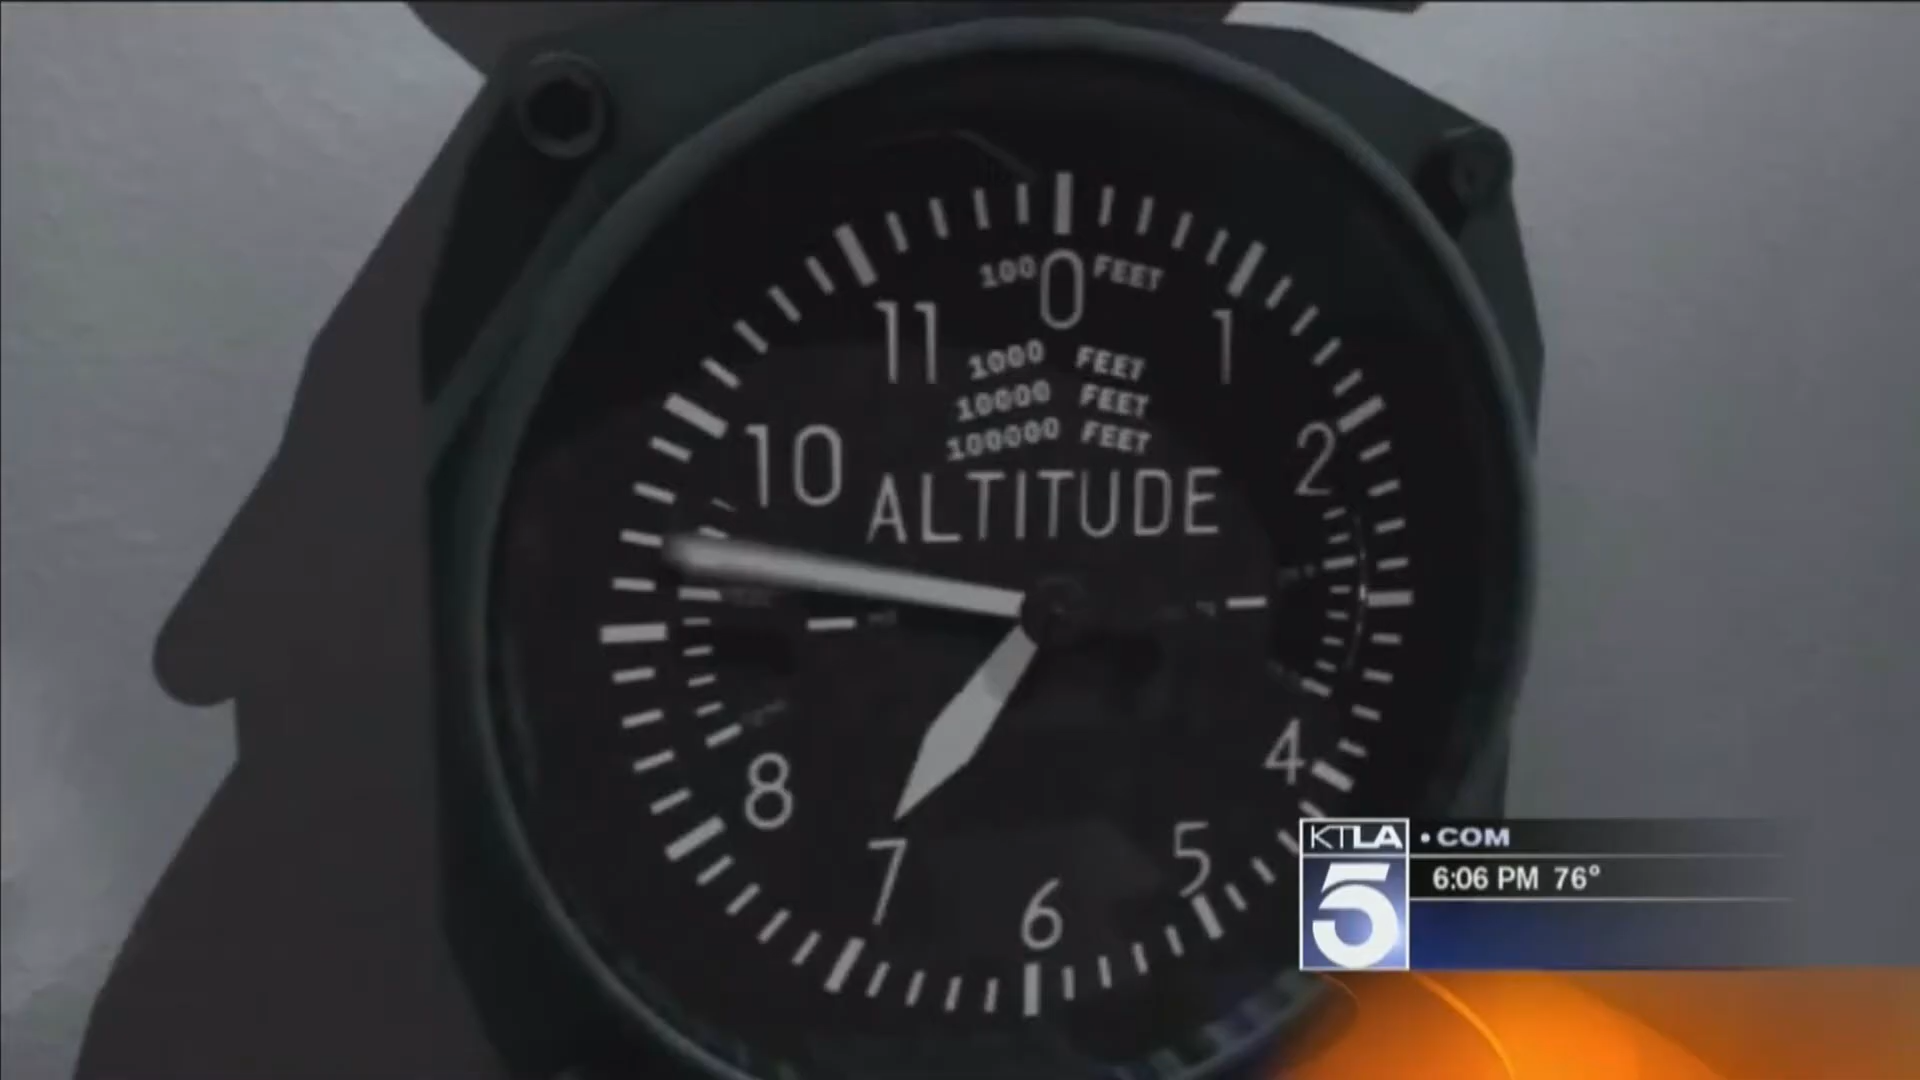 0
100 FEET
11
1
1000 FEET
10000 FEET
100000 FEET
10
2
ALTITUDE
8
4
7
5
6
KTLA .COM
5
6:06 PM 76°